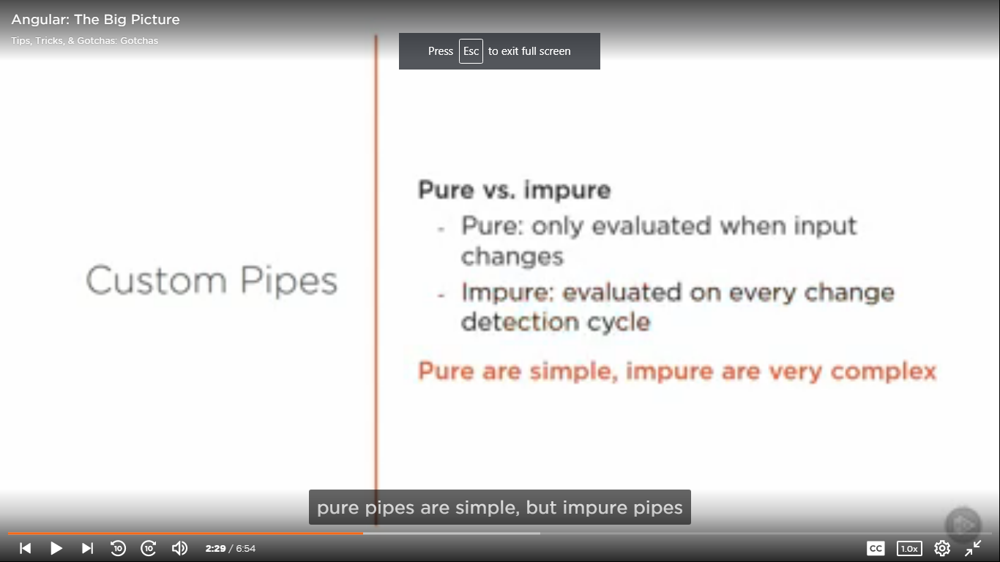 Angular: The Big Picture
Tips, Tricks, & Gotchas: Gotchas
Press Esc to exit full screen
Custom Pipes
Pure vs. impure
- Pure: only evaluated when input
changes
- Impure: evaluated on every change
detection cycle
Pure are simple, impure are very complex
pure pipes are simple, but impure pipes
10
10
2:29 / 6:54
CC
1.0x